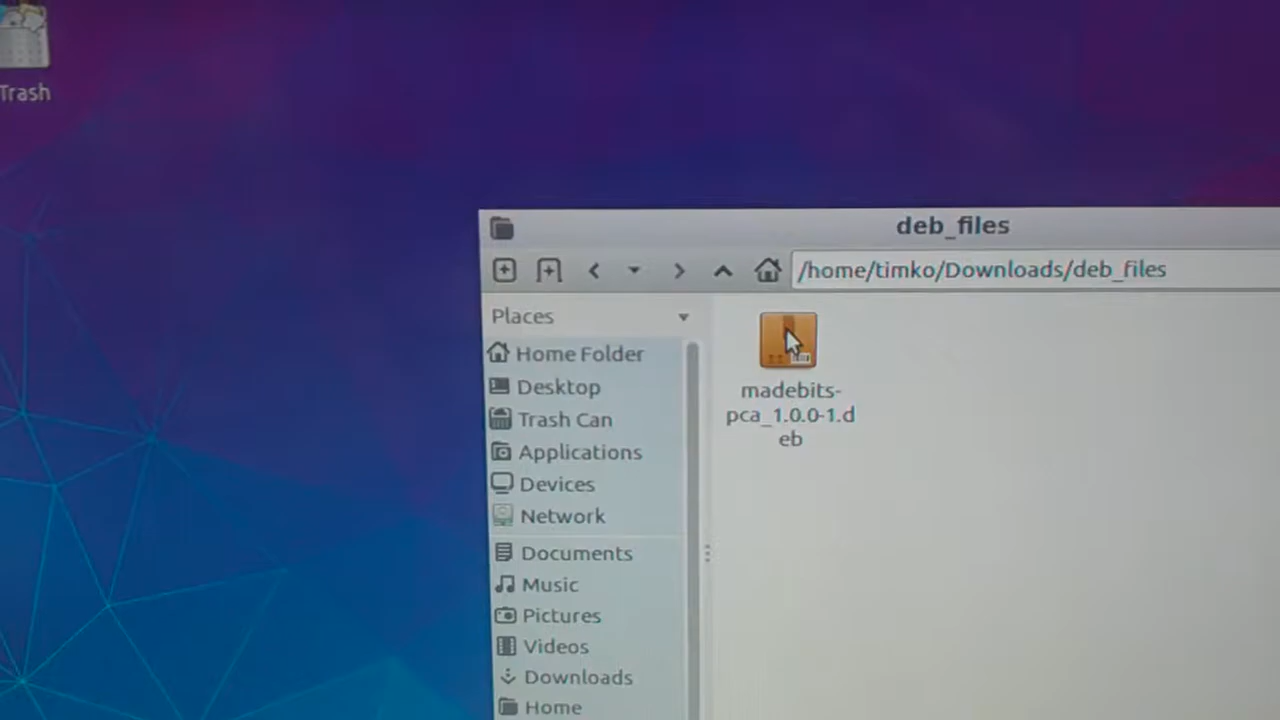 Trash
deb_files
/home/timko/Downloads/deb_files
Places
Home Folder
Desktop
Trash Can
Applications
Devices
Network
Documents
Music
Pictures
Videos
Downloads
Home
madebits-
pca_1.0.0-1.d
eb